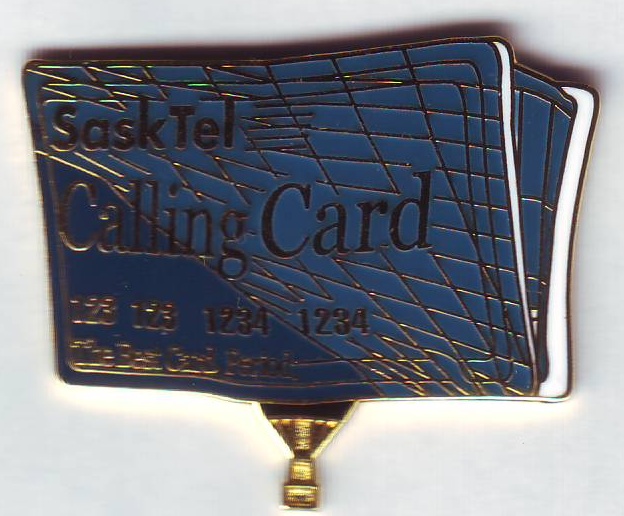 SaskTel
Calling Card
123 123 1234 1234
The Best Card. Period.